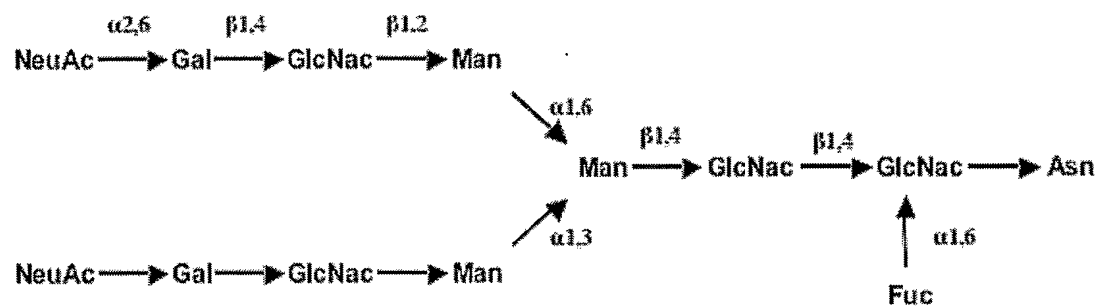 α2,6 β1,4 β1,2
NeuAc Gal GlcNac Man
α1,6
β1,4 β1,4
Man GlcNac GlcNac Asn
α1,3 α1,6
NeuAc Gal GlcNac Man
Fuc